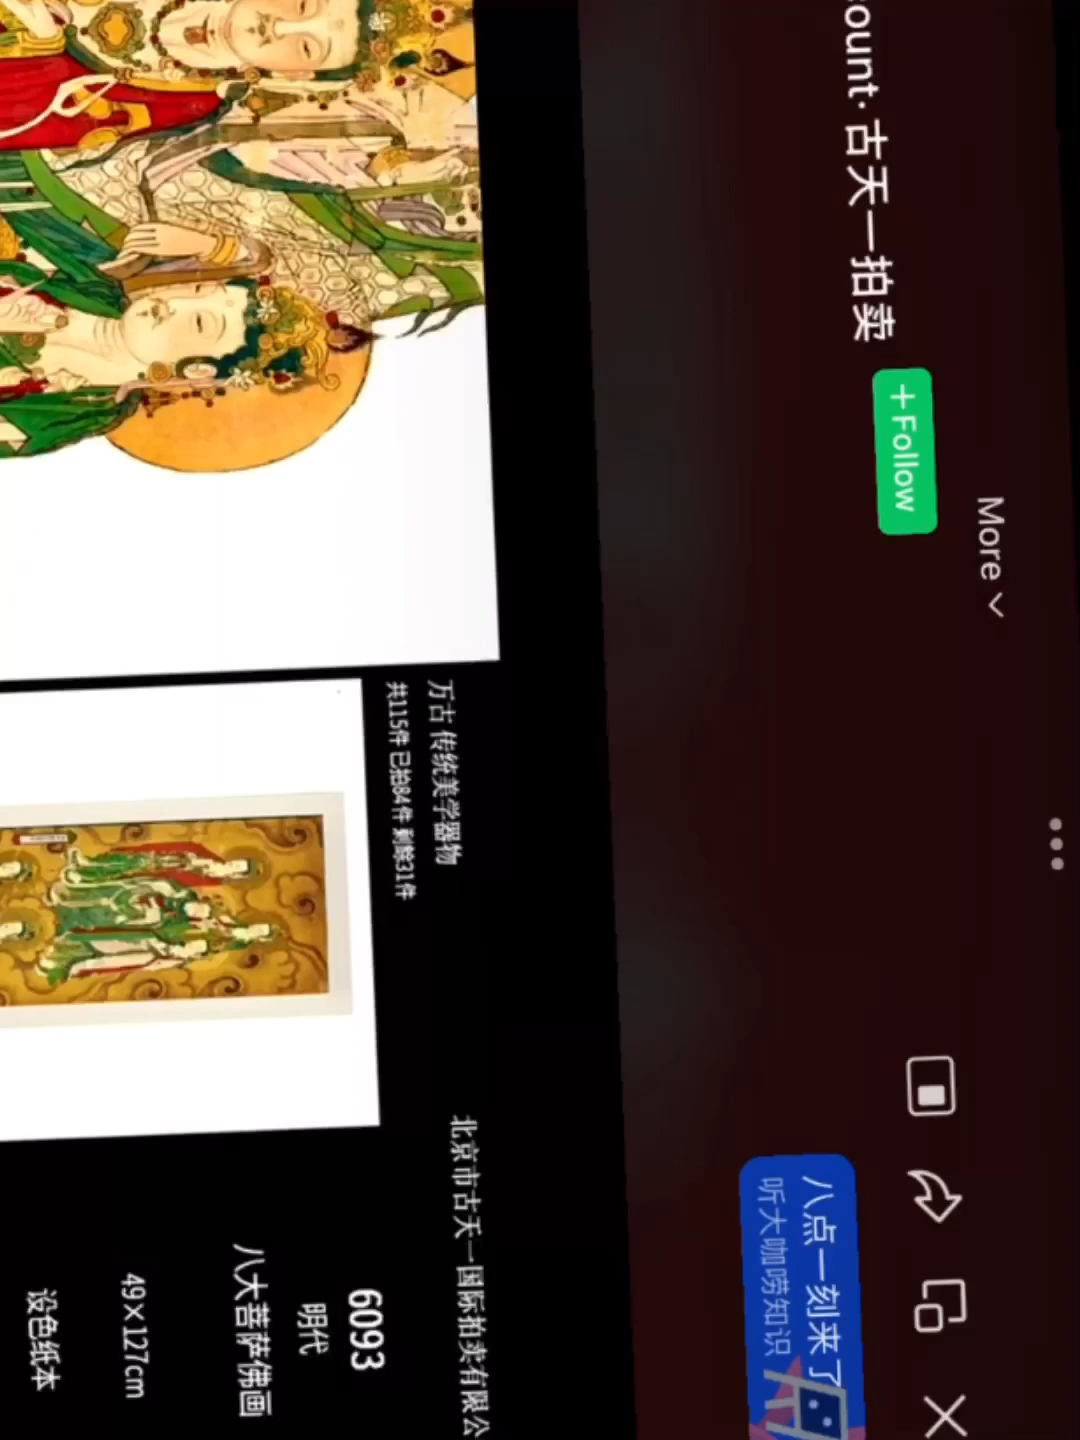 ount· 古天一拍卖
+Follow
More
八点一刻来了
听大咖唠知识
万古 传统美学器物
共115件 已拍84件 剩余31件
北京市古天一国际拍卖有限公
6093
明代
八大菩萨佛画
49×127cm
设色纸本